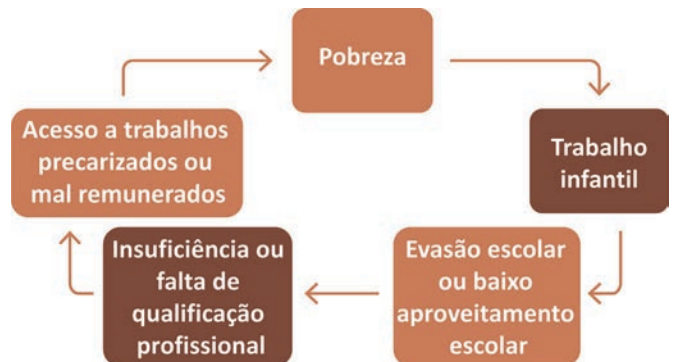 Pobreza
Trabalho
infantil
Evasão escolar
ou baixo
aproveitamento
escolar
Insuficiência ou
falta de
qualificação
profissional
Acesso a trabalhos
precarizados ou
mal remunerados